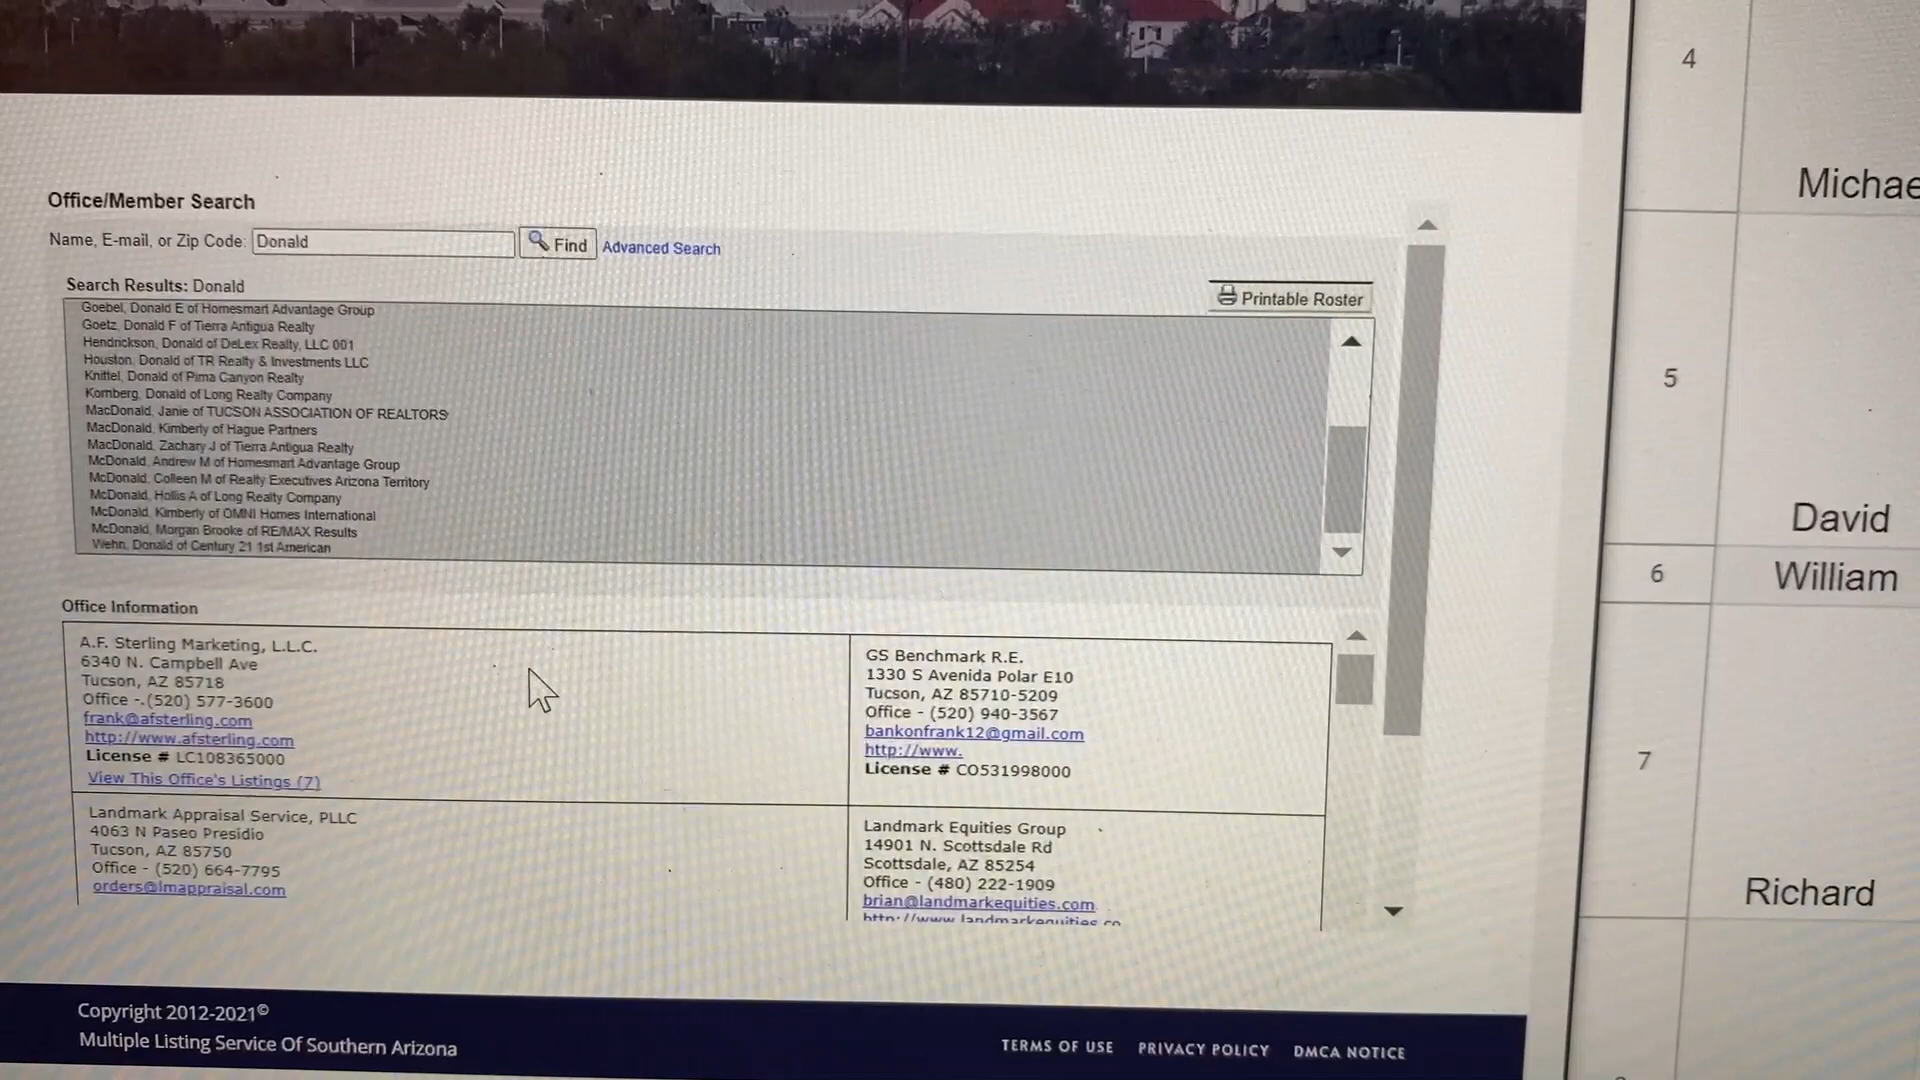 Office/Member Search
Name, E-mail, or Zip Code: Donald Find Advanced Search
Search Results: Donald
Printable Roster
Goebel, Donald E of Homesmart Advantage Group
Goetz, Donald F of Tierra Antigua Realty
Hendrickson, Donald of DeLex Realty, LLC 001
Houston, Donald of TR Realty & Investments LLC
Knittel, Donald of Pima Canyon Realty
Kornberg, Donald of Long Realty Company
MacDonald, Janie of TUCSON ASSOCIATION OF REALTORS
MacDonald, Kimberly of Hague Partners
MacDonald, Zachary J of Tierra Antigua Realty
McDonald, Andrew M of Homesmart Advantage Group
McDonald, Colleen M of Realty Executives Arizona Territory
McDonald, Hollis A of Long Realty Company
McDonald, Kimberly of OMNI Homes International
McDonald, Morgan Brooke of RE/MAX Results
Wehn, Donald of Century 21 1st American
Office Information
A.F. Sterling Marketing, L.L.C.
6340 N. Campbell Ave
Tucson, AZ 85718
Office - (520) 577-3600
frank@afsterling.com
http://www.afsterling.com
License # LC108365000
View This Office's Listings (7)
GS Benchmark R.E.
1330 S Avenida Polar E10
Tucson, AZ 85710-5209
Office - (520) 940-3567
bankonfrank12@gmail.com
http://www.
License # CO531998000
Landmark Appraisal Service, PLLC
4063 N Paseo Presidio
Tucson, AZ 85750
Office - (520) 664-7795
orders@lmappraisal.com
Landmark Equities Group
14901 N. Scottsdale Rd
Scottsdale, AZ 85254
Office - (480) 222-1909
brian@landmarkequities.com
http://www.landmarkequities.co
Copyright 2012-2021©
Multiple Listing Service Of Southern Arizona
TERMS OF USE PRIVACY POLICY DMCA NOTICE
4
Michae
5
David
6
William
7
Richard